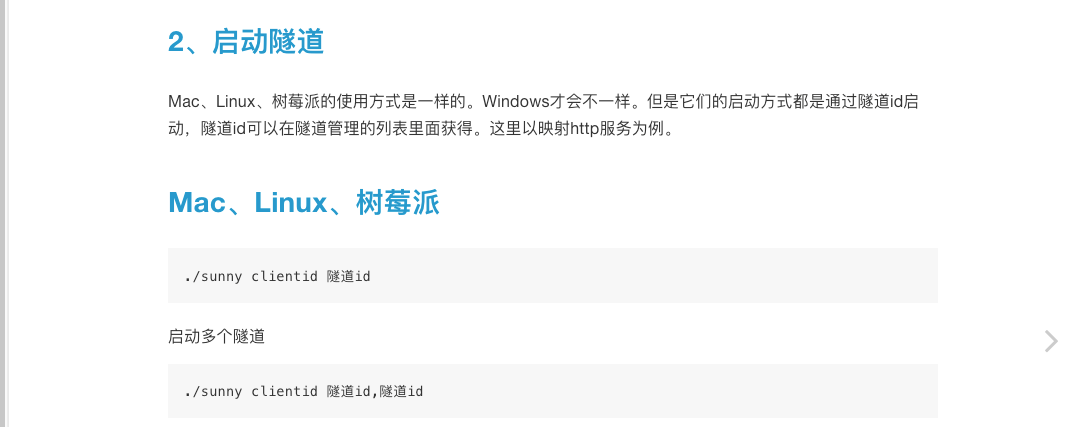 2、启动隧道
Mac、Linux、树莓派的使用方式是一样的。Windows才会不一样。但是它们的启动方式都是通过隧道id启
动，隧道id可以在隧道管理的列表里面获得。这里以映射http服务为例。
Mac、Linux、树莓派
./sunny clientid 隧道id
启动多个隧道
./sunny clientid 隧道id,隧道id